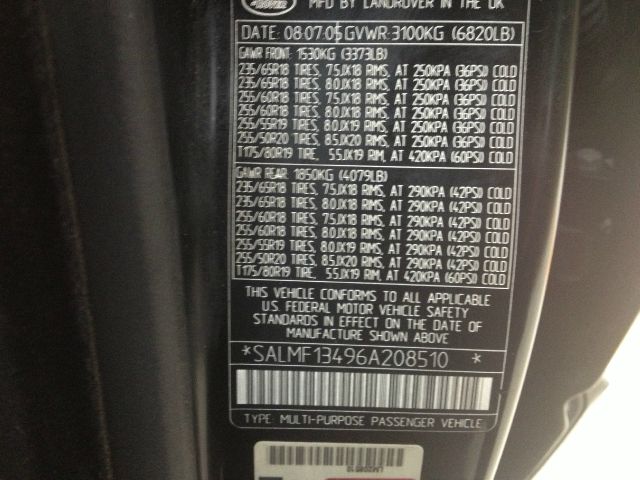 MFD BY LANDROVER IN THE UK
DATE: 08·07·05 GVWR: 3100KG (6820LB)
GAWR FRONT: 1530KG (3373LB)
235/65R18 TIRES, 7.5JX18 RIMS, AT 250KPA (36PSI) COLD
235/65R18 TIRES, 8.0JX18 RIMS, AT 250KPA (36PSI) COLD
255/60R18 TIRES, 7.5JX18 RIMS, AT 250KPA (36PSI) COLD
255/60R18 TIRES, 8.0JX18 RIMS, AT 250KPA (36PSI) COLD
255/55R19 TIRES, 8.0JX19 RIMS, AT 250KPA (36PSI) COLD
255/50R20 TIRES, 8.5JX20 RIMS, AT 250KPA (36PSI) COLD
T175/80R19 TIRE, 5.5JX19 RIM, AT 420KPA (60PSI) COLD
GAWR REAR: 1850KG (4079LB)
235/65R18 TIRES, 7.5JX18 RIMS, AT 290KPA (42PSI) COLD
235/65R18 TIRES, 8.0JX18 RIMS, AT 290KPA (42PSI) COLD
255/60R18 TIRES, 7.5JX18 RIMS, AT 290KPA (42PSI) COLD
255/60R18 TIRES, 8.0JX18 RIMS, AT 290KPA (42PSI) COLD
255/55R19 TIRES, 8.0JX19 RIMS, AT 290KPA (42PSI) COLD
255/50R20 TIRES, 8.5JX20 RIMS, AT 290KPA (42PSI) COLD
T175/80R19 TIRE, 5.5JX19 RIM, AT 420KPA (60PSI) COLD
THIS VEHICLE CONFORMS TO ALL APPLICABLE
U.S. FEDERAL MOTOR VEHICLE SAFETY
STANDARDS IN EFFECT ON THE DATE OF
MANUFACTURE SHOWN ABOVE
*SALMF13496A208510 *
TYPE: MULTI-PURPOSE PASSENGER VEHICLE